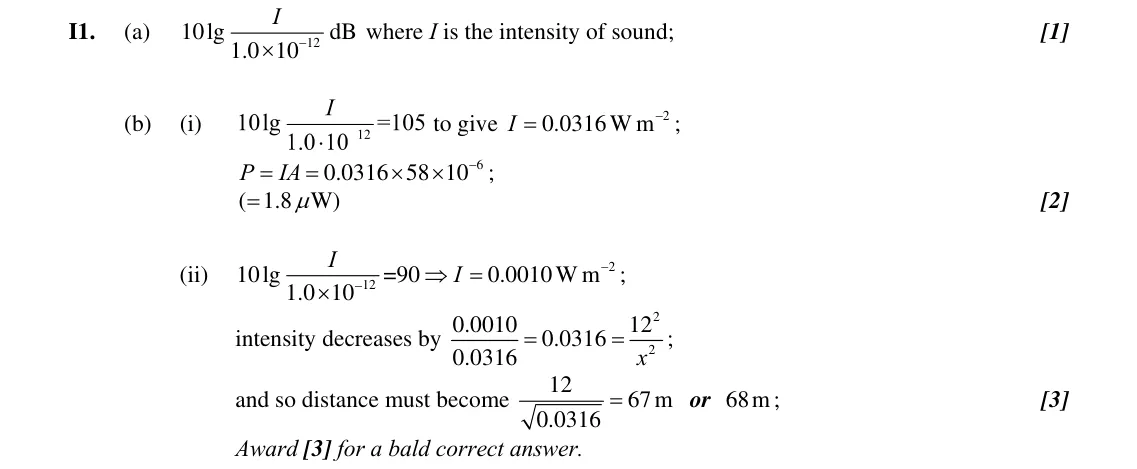 I1. (a) 10 lg I / 1.0×10⁻¹² dB where I is the intensity of sound; [1]
(b) (i) 10 lg I / 1.0·10 ¹² =105 to give I = 0.0316 W m⁻² ;
P = IA = 0.0316×58×10⁻⁶ ;
(=1.8 μW) [2]
(ii) 10 lg I / 1.0×10⁻¹² =90 ⇒ I = 0.0010 W m⁻² ;
intensity decreases by 0.0010 / 0.0316 = 0.0316 = 12² / x² ;
and so distance must become 12 / √0.0316 = 67 m or 68 m ; [3]
Award [3] for a bald correct answer.